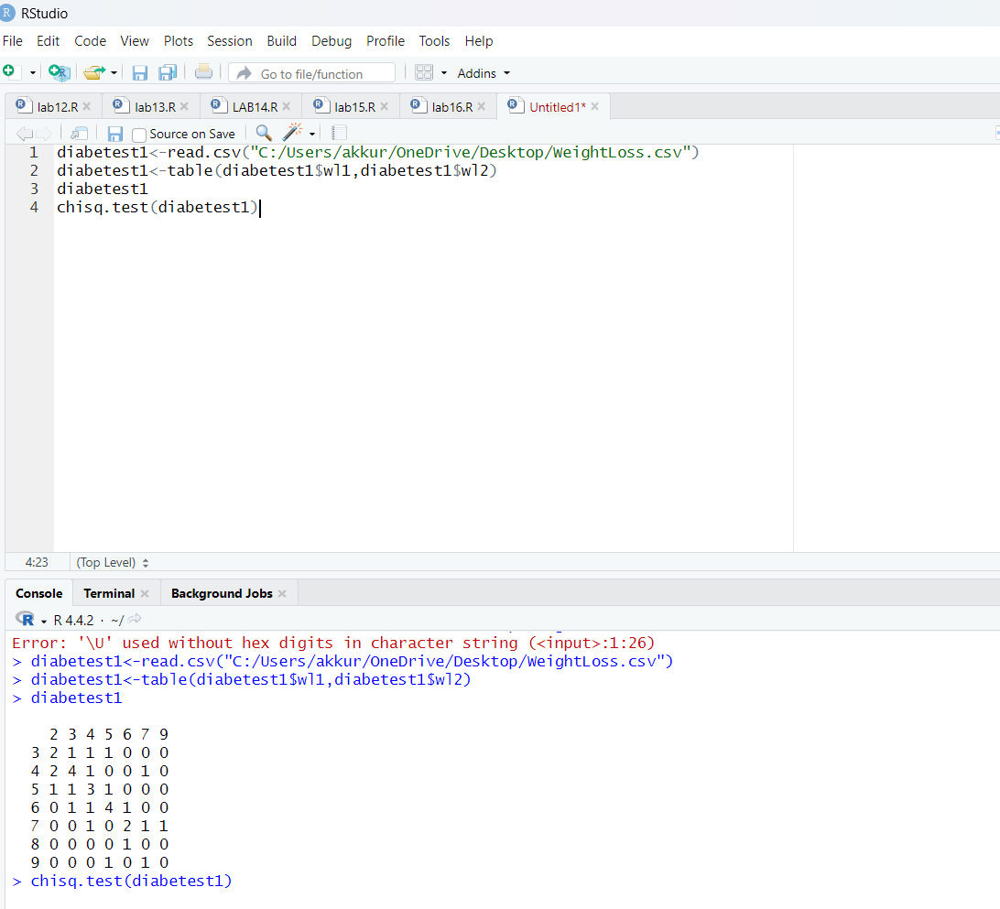 RStudio
File Edit Code View Plots Session Build Debug Profile Tools Help
Go to file/function Addins
lab12.R lab13.R LAB14.R lab15.R lab16.R Untitled1*
Source on Save
1 diabetest1<-read.csv("C:/Users/akkur/OneDrive/Desktop/WeightLoss.csv")
2 diabetest1<-table(diabetest1$wl1,diabetest1$wl2)
3 diabetest1
4 chisq.test(diabetest1)
4:23 (Top Level)
Console Terminal Background Jobs
R 4.4.2 · ~/
Error: '\U' used without hex digits in character string (<input>:1:26)
> diabetest1<-read.csv("C:/Users/akkur/OneDrive/Desktop/WeightLoss.csv")
> diabetest1<-table(diabetest1$wl1,diabetest1$wl2)
> diabetest1
2 3 4 5 6 7 9
3 2 1 1 1 0 0 0
4 2 4 1 0 0 1 0
5 1 1 3 1 0 0 0
6 0 1 1 4 1 0 0
7 0 0 1 0 2 1 1
8 0 0 0 0 1 0 0
9 0 0 0 1 0 1 0
> chisq.test(diabetest1)